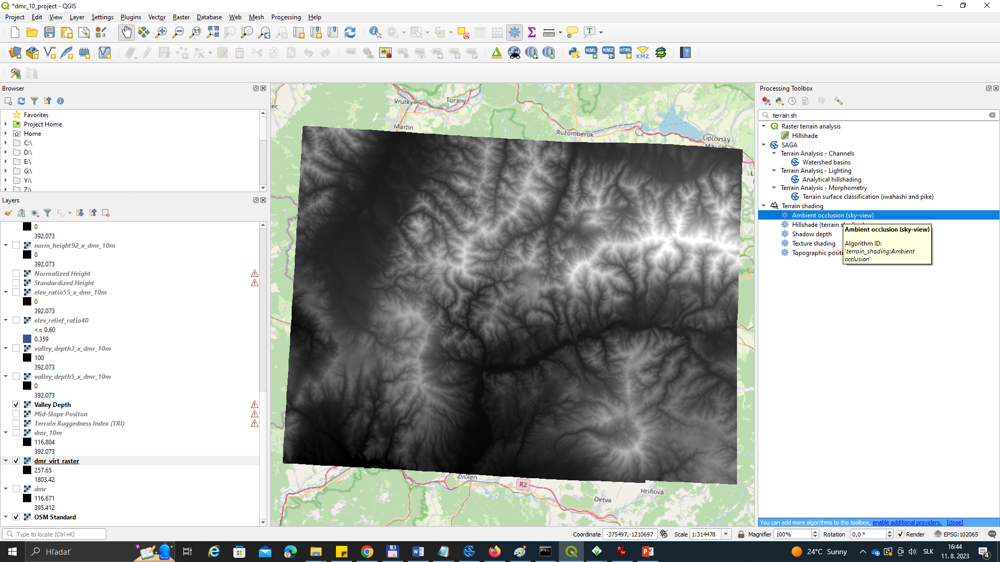 *dmr_10_project - QGIS
Project Edit View Layer Settings Plugins Vector Raster Database Web Mesh Processing Help
Browser
Favorites
Project Home
Home
C:\
D:\
E:\
G:\
Y:\
Z:\
Layers
0
392.073
norm_height92_x_dmr_10m
0
392.073
Normalized Height
Standardized Height
elev_ratio55_x_dmr_10m
0
392.073
elev_relief_ratio40
<= 0.60
0.359
valley_depth3_x_dmr_10m
100
392.073
valley_depth5_x_dmr_10m
0
392.073
Valley Depth
Mid-Slope Positon
Terrain Ruggedness Index (TRI)
dmr_10m
116.804
392.073
dmr_virt_raster
257.65
1803.42
dmr
116.671
395.412
OSM Standard
Vrútky
Turany
Martin
Ružomberok
Liptovský
Mikuláš
Zvolen
R2
Hriňová
Detva
Processing Toolbox
terrain sh
Raster terrain analysis
Hillshade
SAGA
Terrain Analysis - Channels
Watershed basins
Terrain Analysis - Lighting
Analytical hillshading
Terrain Analysis - Morphometry
Terrain surface classification (iwahashi and pike)
Terrain shading
Ambient occlusion (sky-view)
Hillshade (terrain
Shadow depth
Texture shading
Topographic positi
Ambient occlusion (sky-view)
Algorithm ID:
'terrain_shading:Ambient
occlusion'
You can add more algorithms to the toolbox, enable additional providers. [close]
Type to locate (Ctrl+K)
Coordinate -375497,-1210697 Scale 1:314478 Magnifier 100% Rotation 0,0 ° Render EPSG:102065
Hľadať
24°C Sunny
SLK
16:44
11. 8. 2023
4